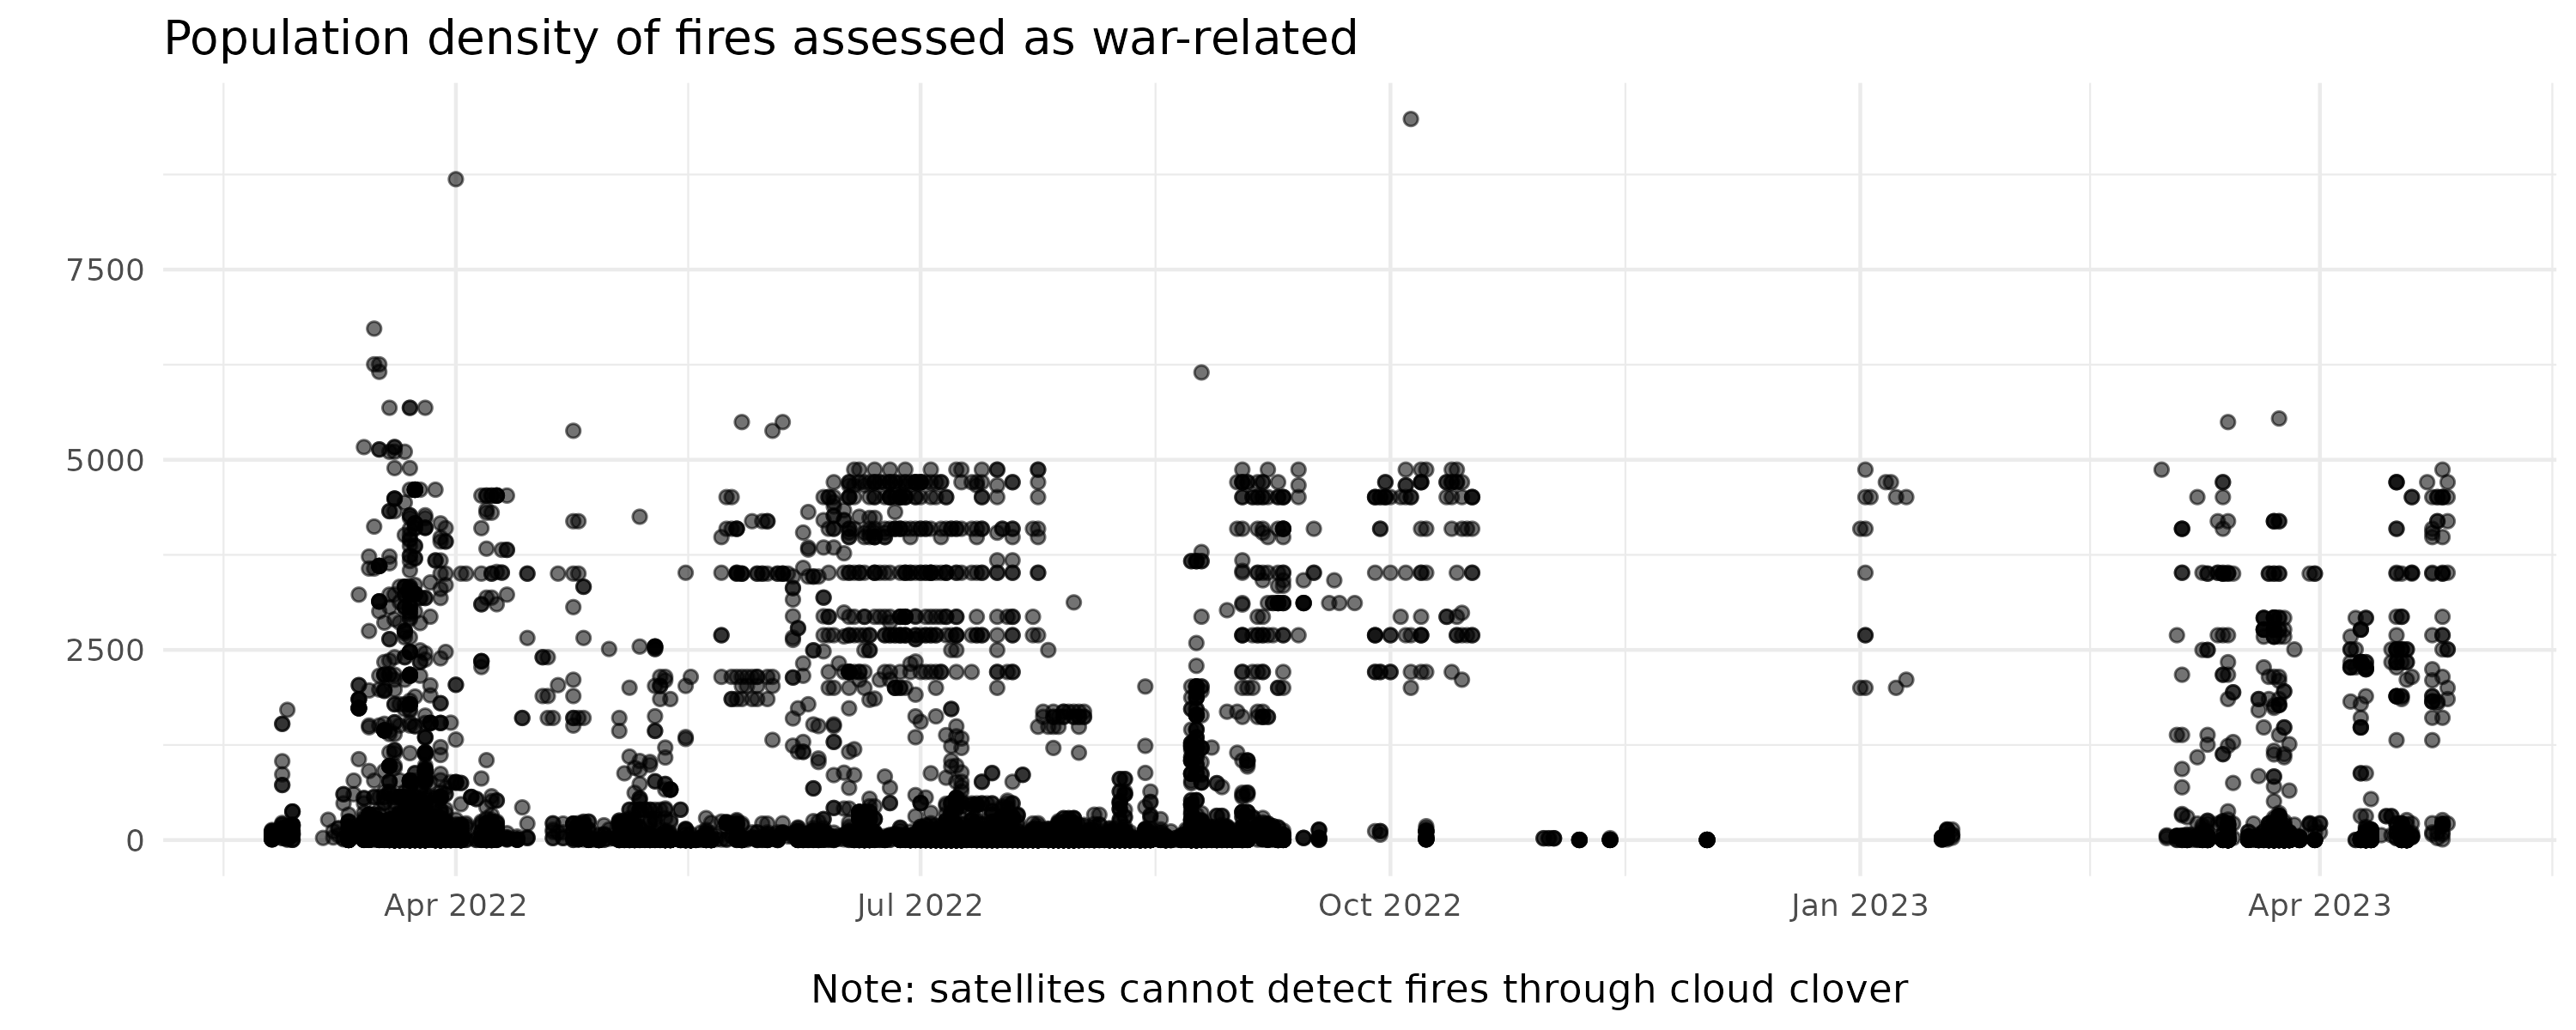 Population density of fires assessed as war-related
7500
5000
2500
0
Apr 2022
Jul 2022
Oct 2022
Jan 2023
Apr 2023
Note: satellites cannot detect fires through cloud clover